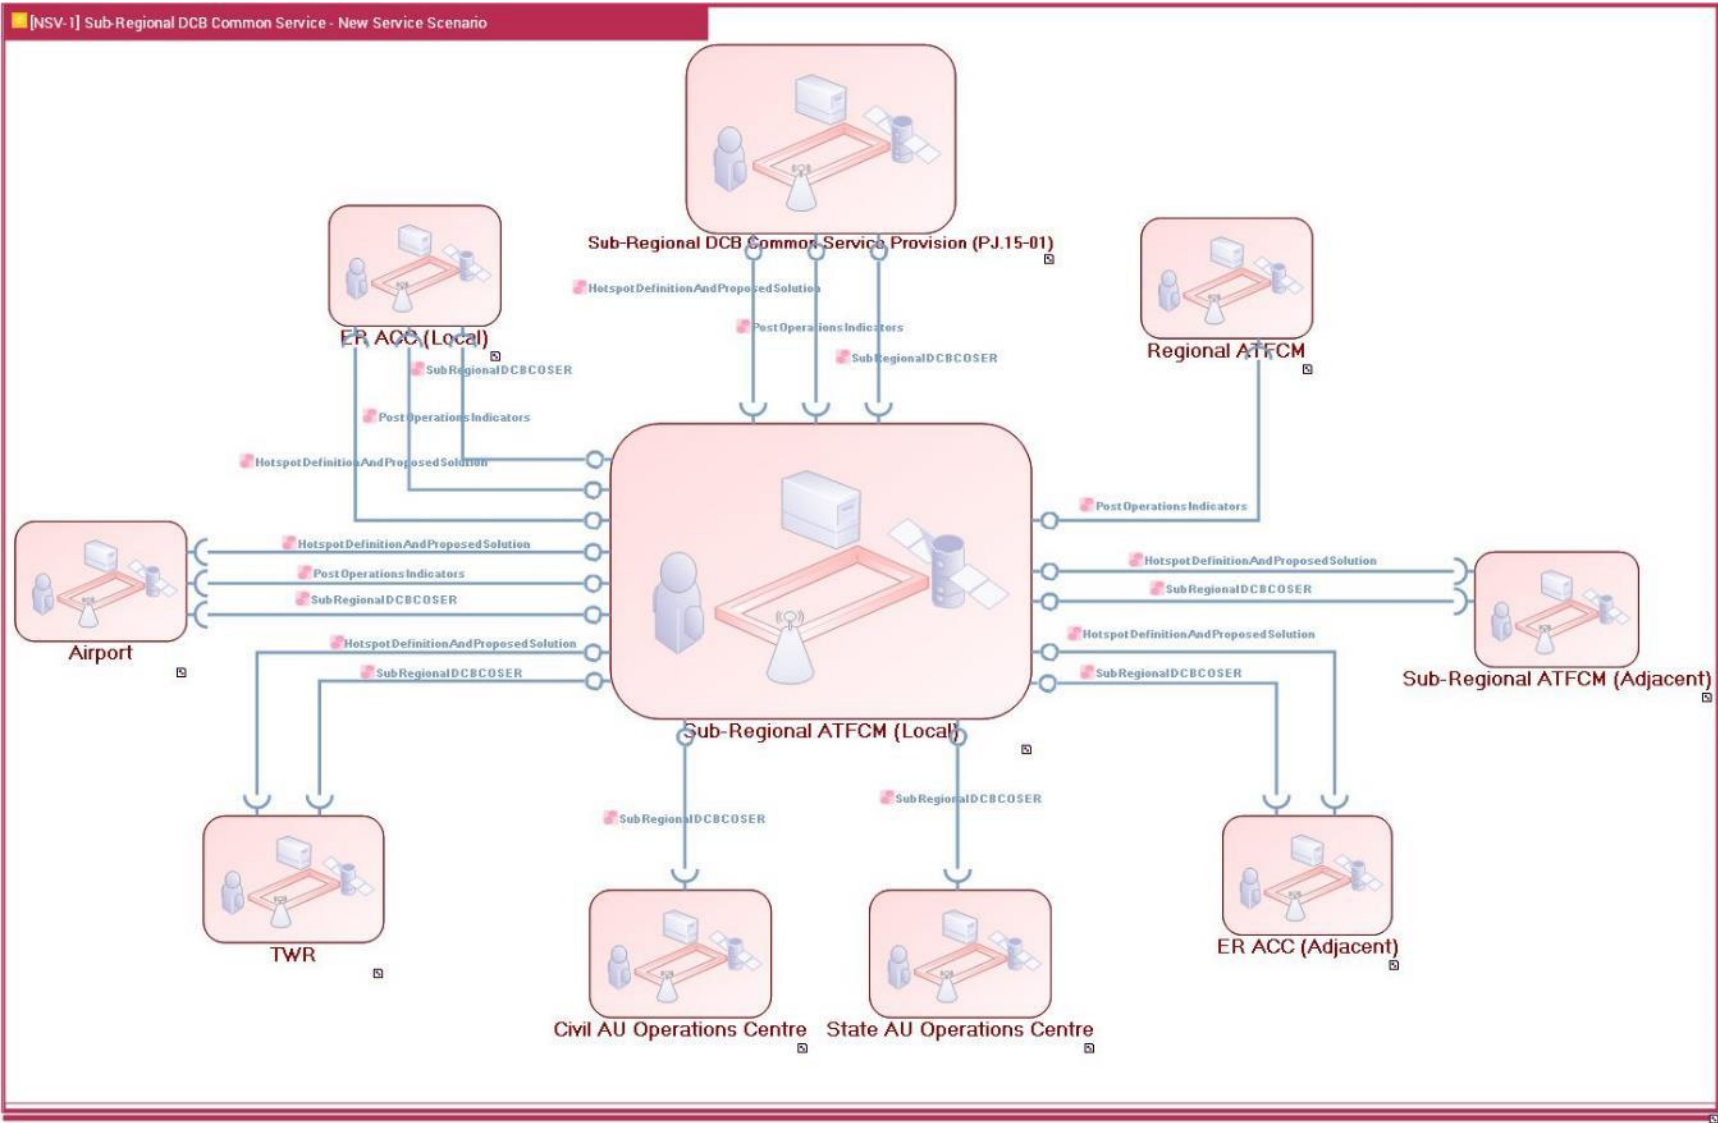 [NSV-1] Sub-Regional DCB Common Service - New Service Scenario
Sub-Regional DCB Common Service Provision (PJ.15-01)
HotspotDefinitionAndProposedSolution
PostOperationsIndicators
ER ACC (Local)
Regional ATFCM
SubRegionalDCBCOSER
SubRegionalDCBCOSER
PostOperationsIndicators
HotspotDefinitionAndProposedSolution
PostOperationsIndicators
HotspotDefinitionAndProposedSolution
HotspotDefinitionAndProposedSolution
PostOperationsIndicators
SubRegionalDCBCOSER
SubRegionalDCBCOSER
HotspotDefinitionAndProposedSolution
HotspotDefinitionAndProposedSolution
Airport
SubRegionalDCBCOSER
SubRegionalDCBCOSER
Sub-Regional ATFCM (Adjacent)
Sub-Regional ATFCM (Local)
SubRegionalDCBCOSER
SubRegionalDCBCOSER
TWR
ER ACC (Adjacent)
Civil AU Operations Centre
State AU Operations Centre